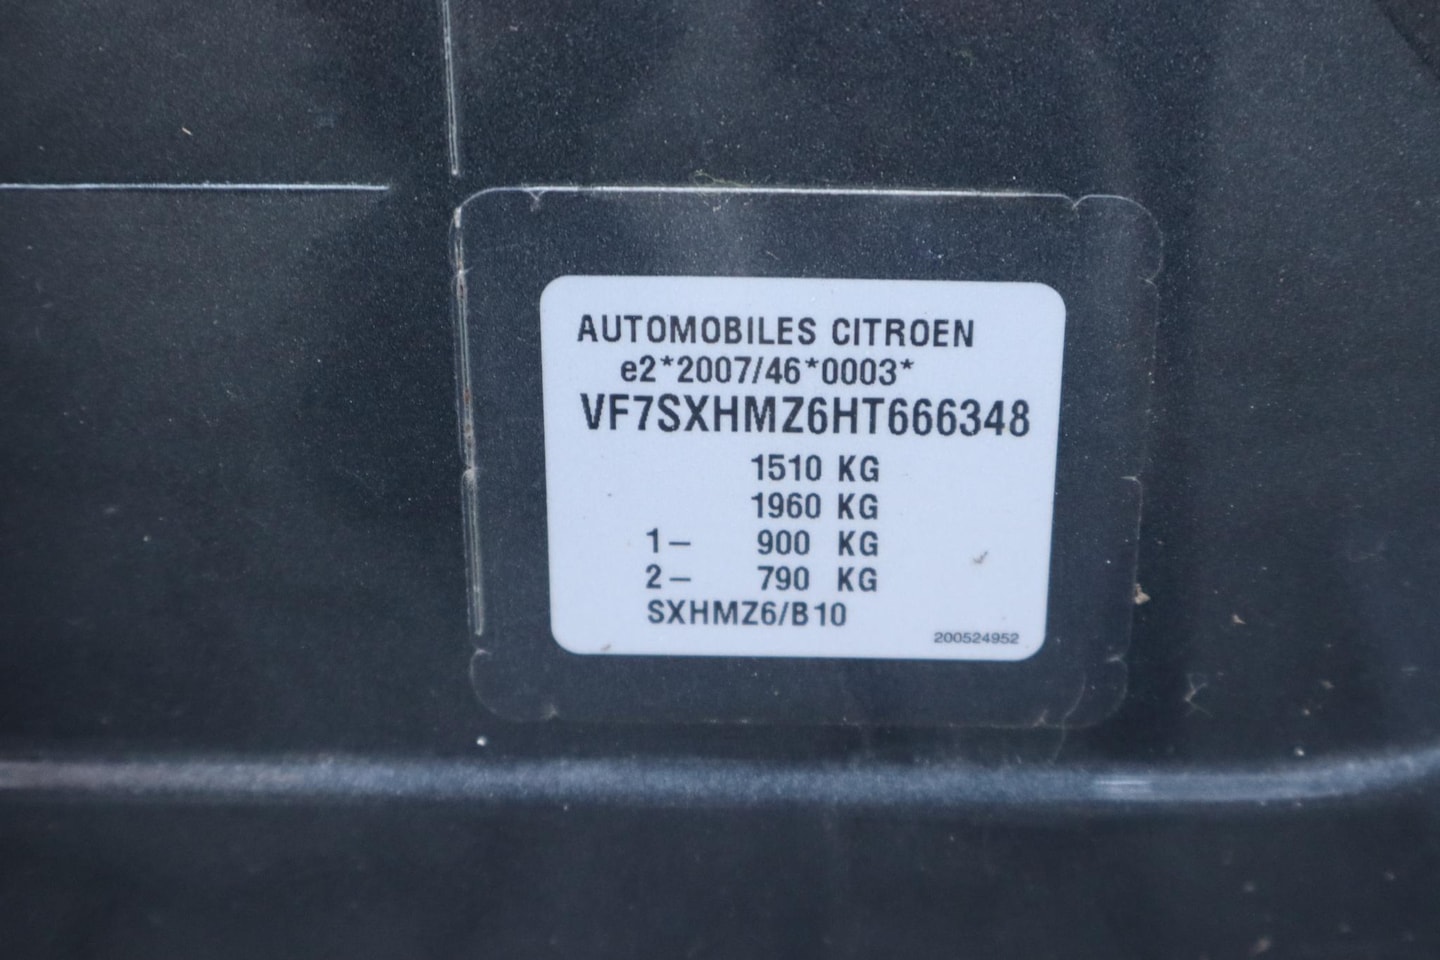 AUTOMOBILES CITROEN
e2*2007/46*0003*
VF7SXHMZ6HT666348
1510 KG
1960 KG
1– 900 KG
2– 790 KG
SXHMZ6/B10
200524952